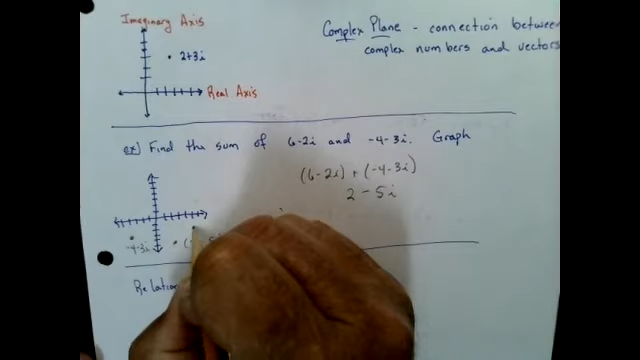 Imaginary Axis
2+3i
Real Axis
Complex Plane - connection between
complex numbers and vectors
ex) Find the sum of 6-2i and -4-3i. Graph
(6-2i) + (-4-3i)
2 - 5i
-4-3i